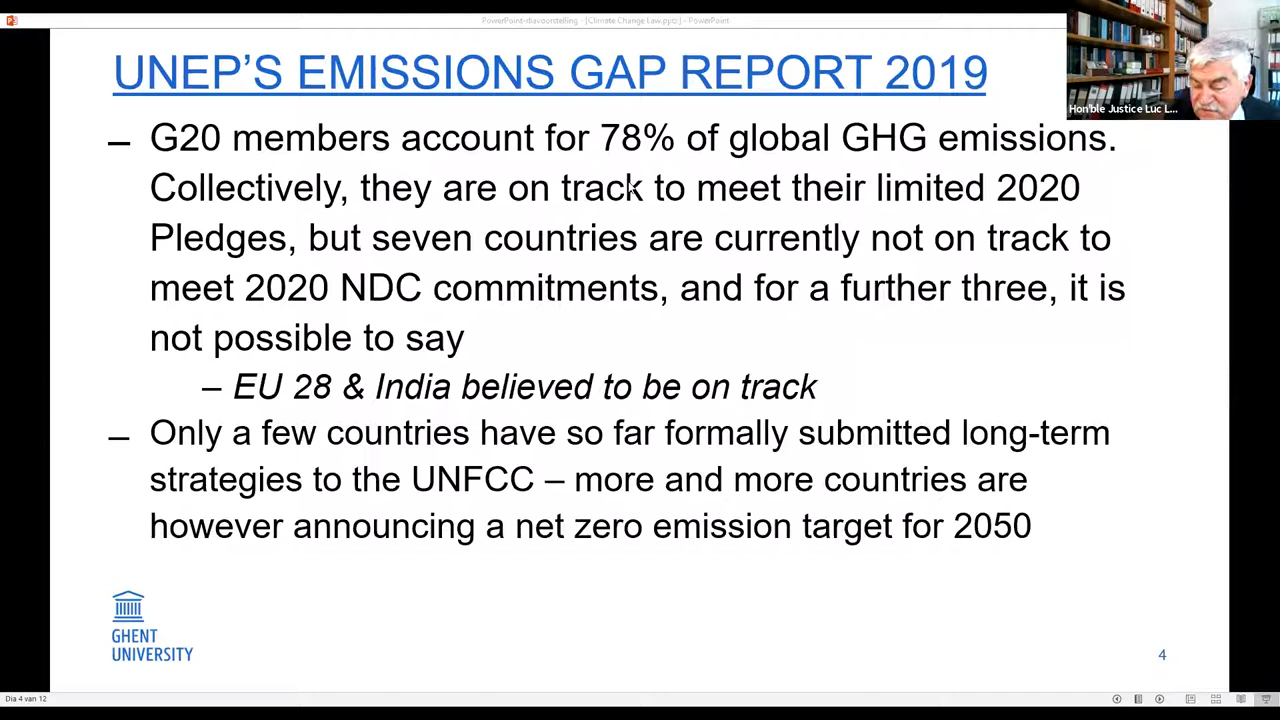 PowerPoint-diavoorstelling - [Climate Change Law.pptx] - PowerPoint
UNEP'S EMISSIONS GAP REPORT 2019
Hon'ble Justice Luc L...
– G20 members account for 78% of global GHG emissions.
Collectively, they are on track to meet their limited 2020
Pledges, but seven countries are currently not on track to
meet 2020 NDC commitments, and for a further three, it is
not possible to say
– EU 28 & India believed to be on track
– Only a few countries have so far formally submitted long-term
strategies to the UNFCC – more and more countries are
however announcing a net zero emission target for 2050
GHENT
UNIVERSITY
4
Dia 4 van 12